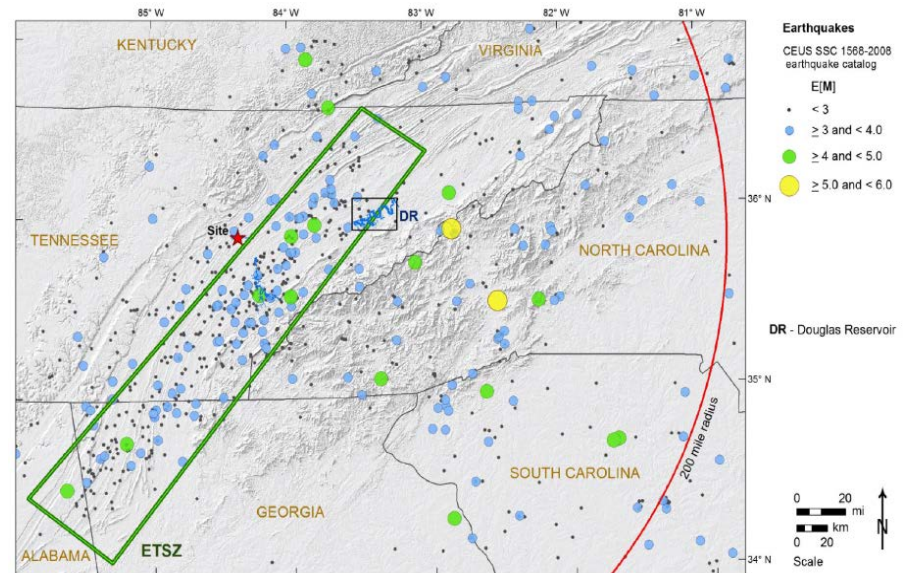 85°W
84°W
83°W
82°W
81°W
KENTUCKY
VIRGINIA
36° N
Site
DR
TENNESSEE
NORTH CAROLINA
35° N
200 mile radius
SOUTH CAROLINA
GEORGIA
ALABAMA
ETSZ
34° N
Earthquakes
CEUS SSC 1568-2008
earthquake catalog
E[M]
< 3
≥ 3 and < 4.0
≥ 4 and < 5.0
≥ 5.0 and < 6.0
DR - Douglas Reservoir
0 20
mi
km
0 20
Scale
N